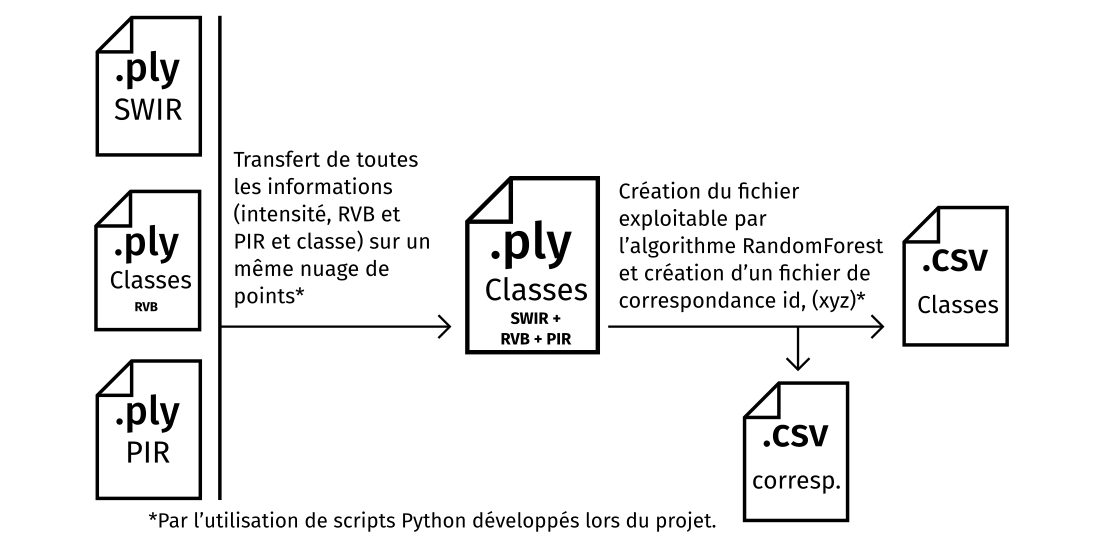 .ply
SWIR
.ply
Classes
RVB
.ply
PIR
Transfert de toutes
les informations
(intensité, RVB et
PIR et classe) sur un
même nuage de
points*
.ply
Classes
SWIR +
RVB + PIR
Création du fichier
exploitable par
l'algorithme RandomForest
et création d'un fichier de
correspondance id, (xyz)*
.csv
Classes
.csv
corresp.
*Par l'utilisation de scripts Python développés lors du projet.